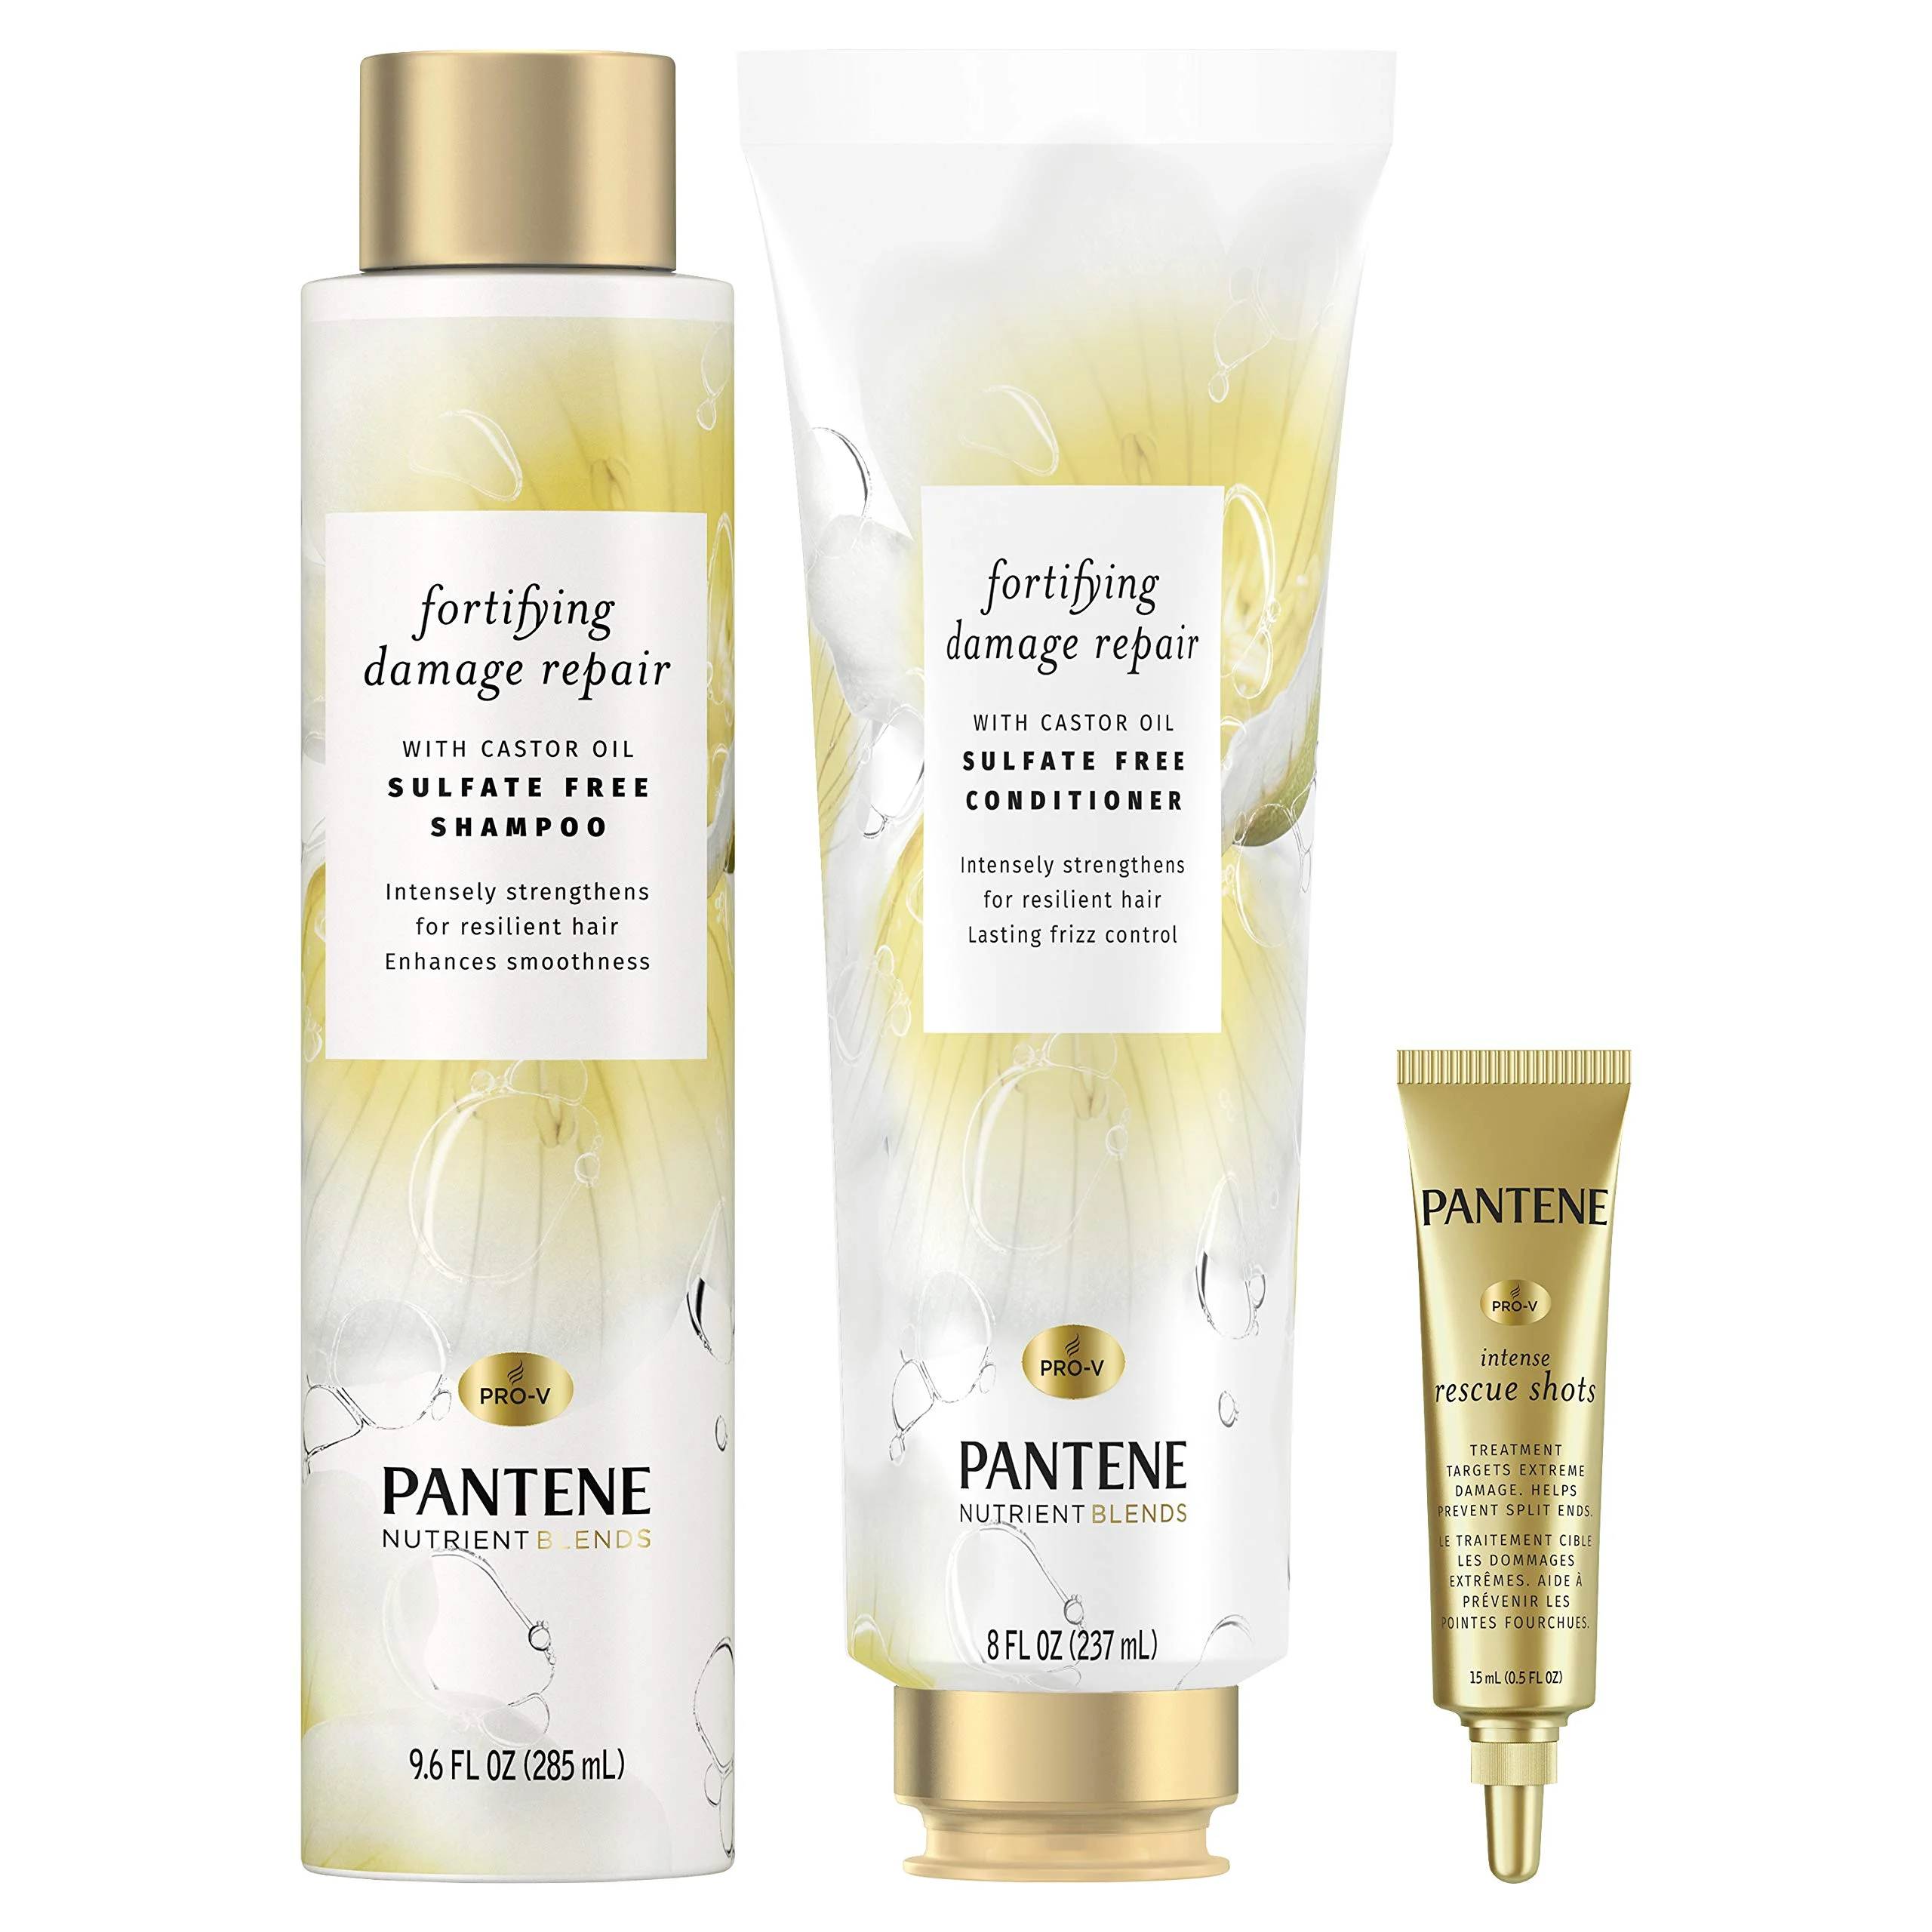 fortifying
damage repair
WITH CASTOR OIL
SULFATE FREE
SHAMPOO
Intensely strengthens
for resilient hair
Enhances smoothness
PRO-V
PANTENE
NUTRIENT BLENDS
9.6 FL OZ (285 mL)
fortifying
damage repair
WITH CASTOR OIL
SULFATE FREE
CONDITIONER
Intensely strengthens
for resilient hair
Lasting frizz control
PRO-V
PANTENE
NUTRIENT BLENDS
8 FL OZ (237 mL)
PANTENE
PRO-V
intense
rescue shots
TREATMENT
TARGETS EXTREME
DAMAGE. HELPS
PREVENT SPLIT ENDS.
LE TRAITEMENT CIBLE
LES DOMMAGES
EXTRÊMES. AIDE À
PRÉVENIR LES
POINTES FOURCHUES.
15 mL (0.5 FL OZ)